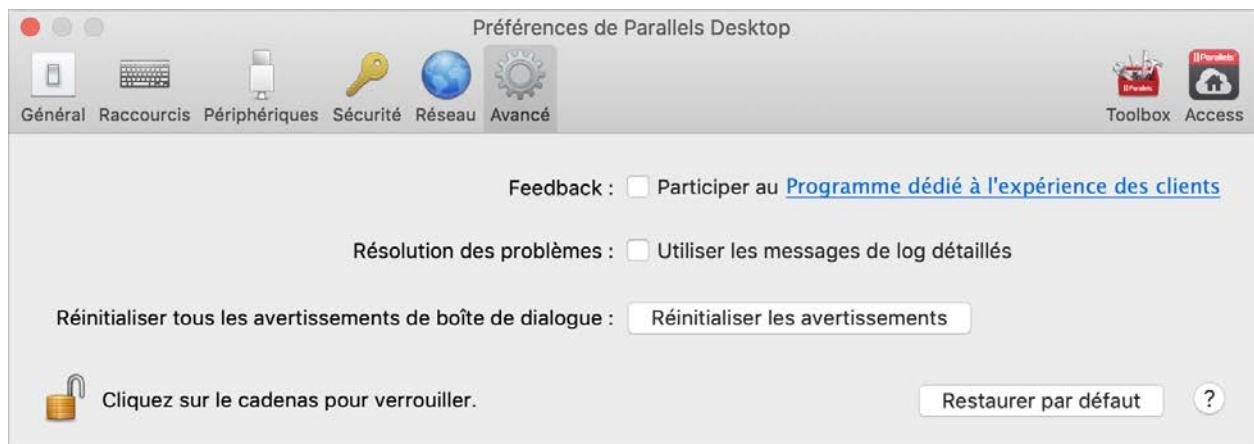 Préférences de Parallels Desktop
Général Raccourcis Périphériques Sécurité Réseau Avancé Toolbox Access
Feedback : Participer au Programme dédié à l'expérience des clients
Résolution des problèmes : Utiliser les messages de log détaillés
Réinitialiser tous les avertissements de boîte de dialogue : Réinitialiser les avertissements
Cliquez sur le cadenas pour verrouiller. Restaurer par défaut ?